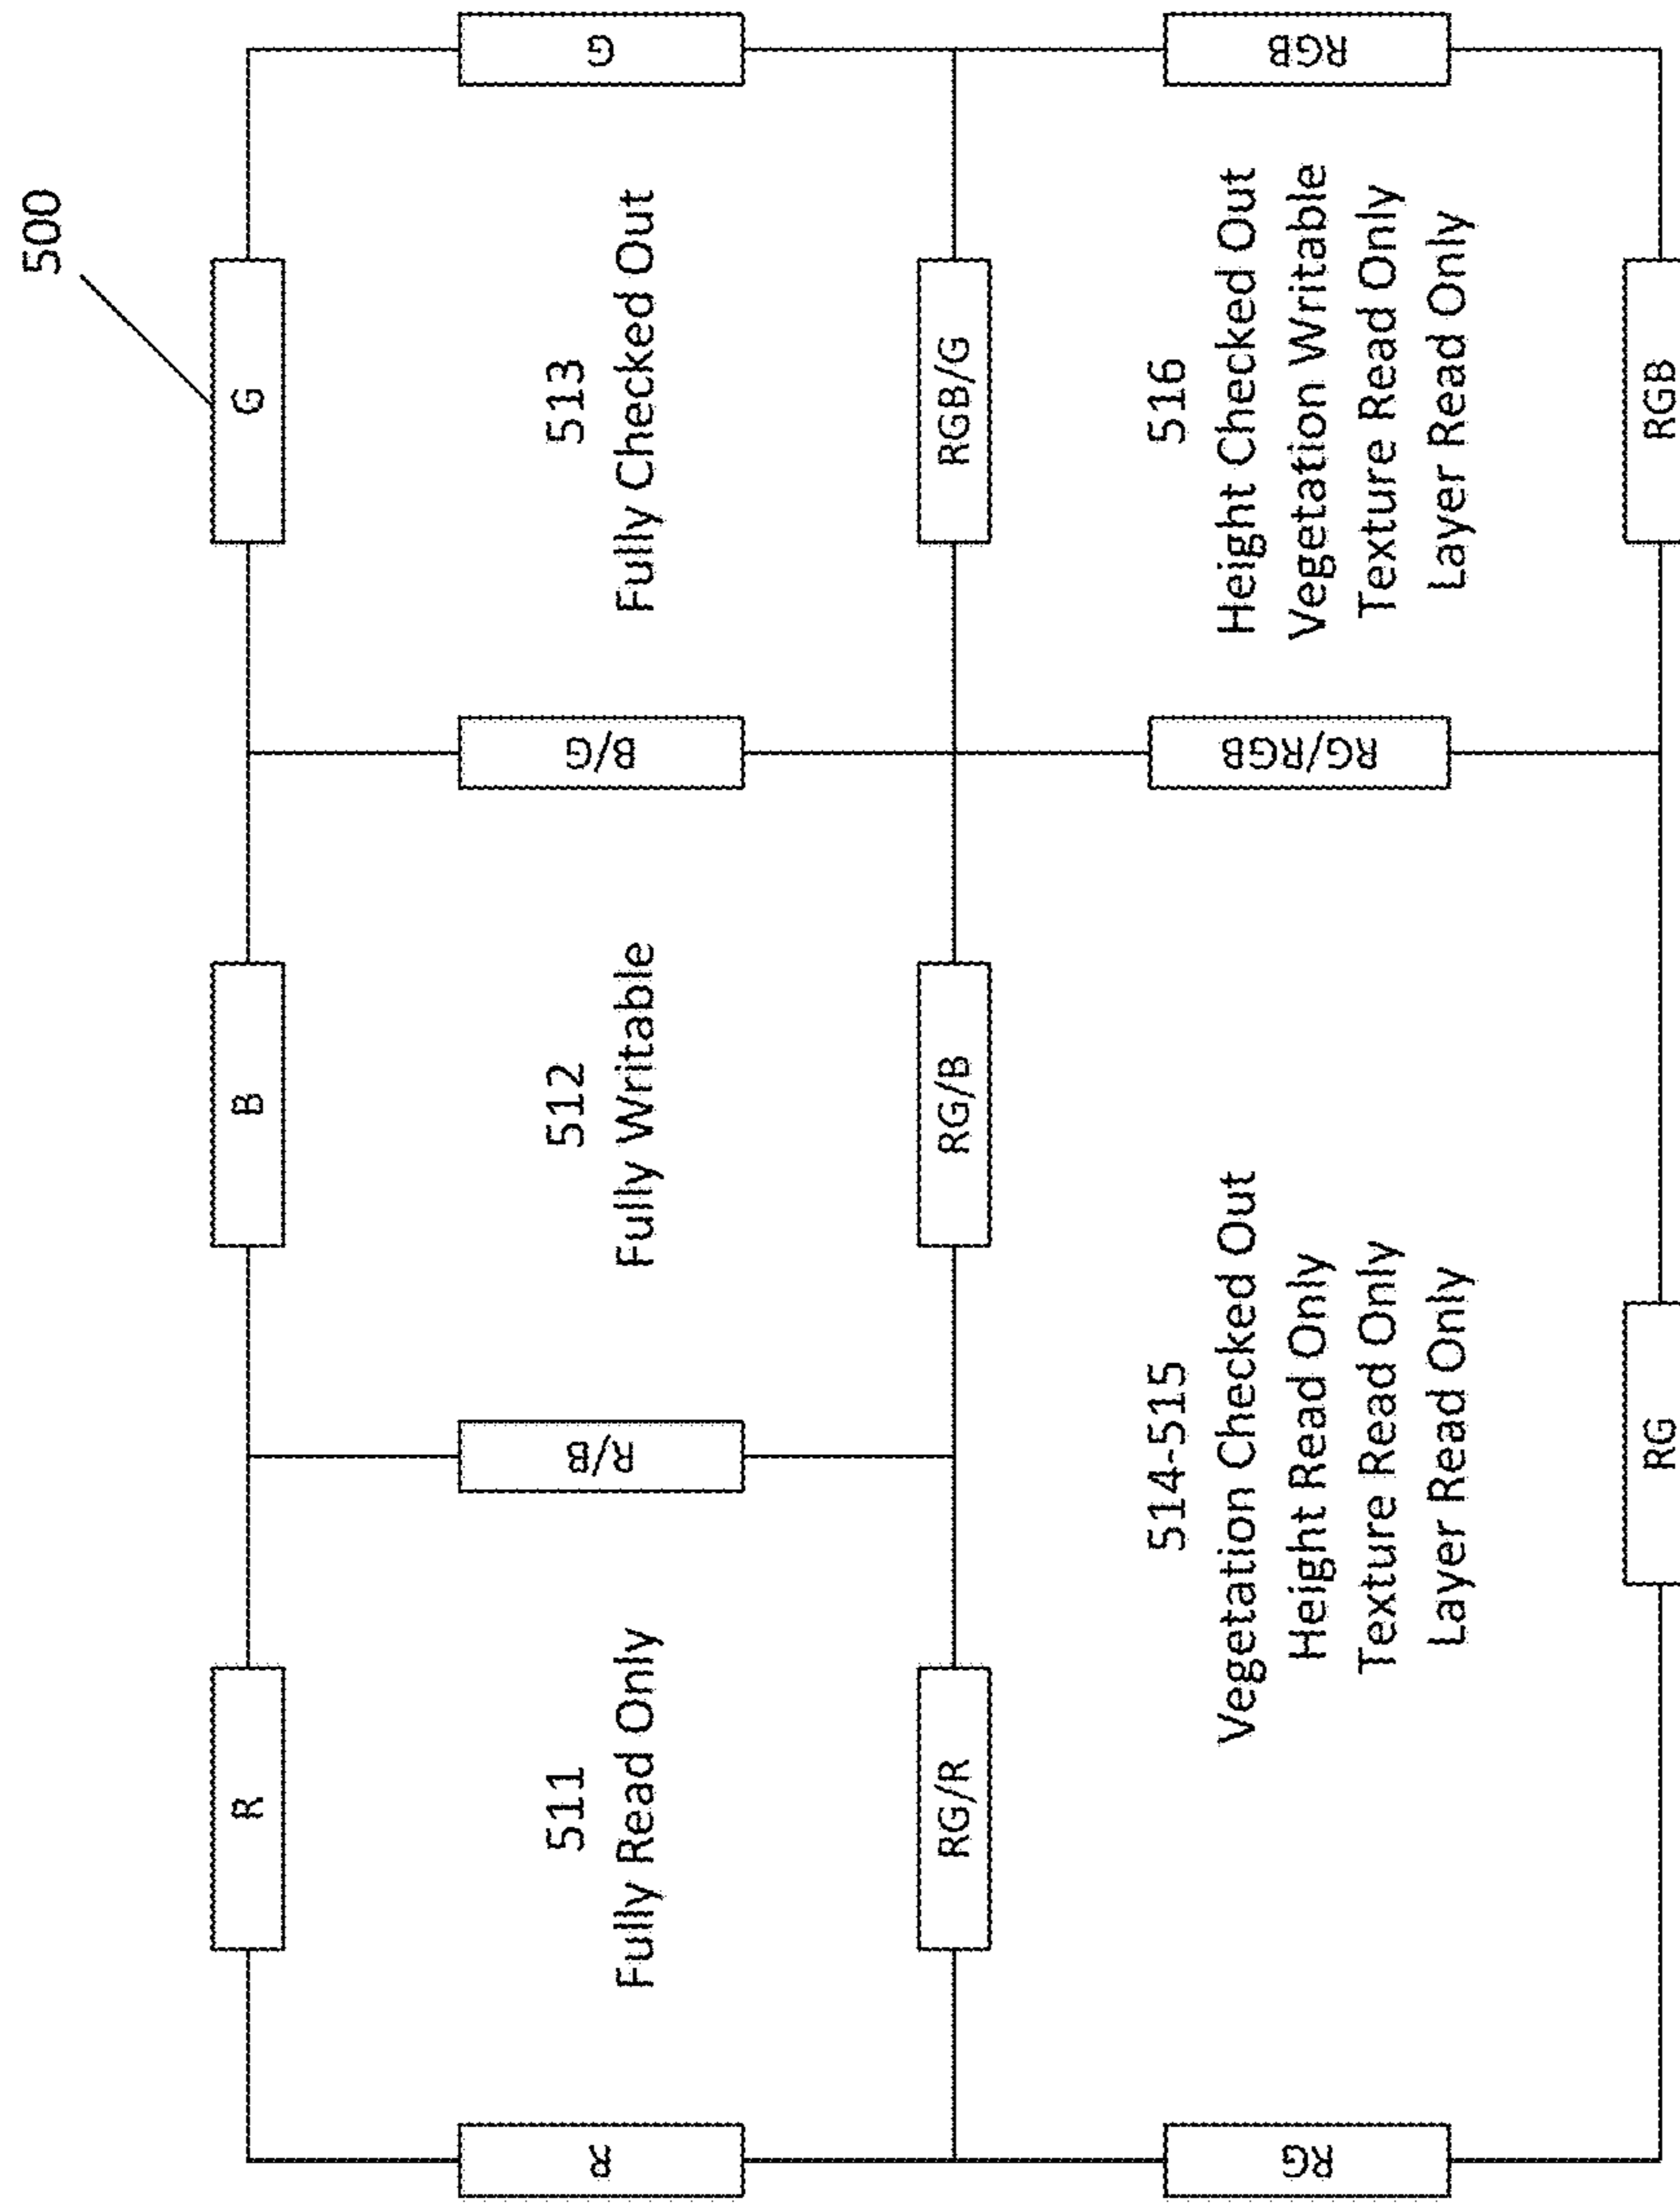 500
R
B
G
R
511
Fully Read Only
R/B
512
Fully Writable
B/G
513
Fully Checked Out
G
RG/R
RG/B
RGB/G
RG
514-515
Vegetation Checked Out
Height Read Only
Texture Read Only
Layer Read Only
RG/RGB
516
Height Checked Out
Vegetation Writable
Texture Read Only
Layer Read Only
RGB
RG
RGB